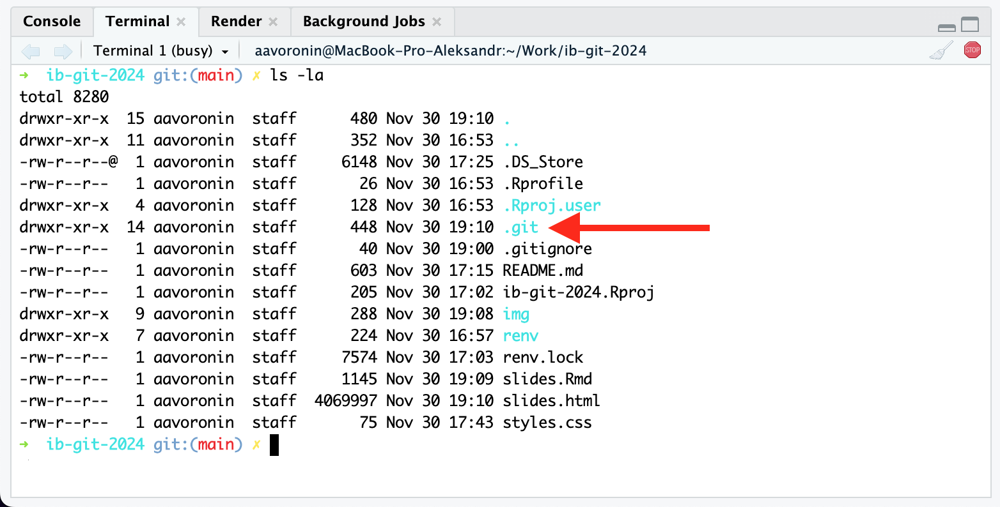 Console Terminal × Render × Background Jobs ×
Terminal 1 (busy) aavoronin@MacBook-Pro-Aleksandr:~/Work/ib-git-2024 STOP
➜ ib-git-2024 git:(main) ✗ ls -la
total 8280
drwxr-xr-x 15 aavoronin staff 480 Nov 30 19:10 .
drwxr-xr-x 11 aavoronin staff 352 Nov 30 16:53 ..
-rw-r--r--@ 1 aavoronin staff 6148 Nov 30 17:25 .DS_Store
-rw-r--r-- 1 aavoronin staff 26 Nov 30 16:53 .Rprofile
drwxr-xr-x 4 aavoronin staff 128 Nov 30 16:53 .Rproj.user
drwxr-xr-x 14 aavoronin staff 448 Nov 30 19:10 .git
-rw-r--r-- 1 aavoronin staff 40 Nov 30 19:00 .gitignore
-rw-r--r-- 1 aavoronin staff 603 Nov 30 17:15 README.md
-rw-r--r-- 1 aavoronin staff 205 Nov 30 17:02 ib-git-2024.Rproj
drwxr-xr-x 9 aavoronin staff 288 Nov 30 19:08 img
drwxr-xr-x 7 aavoronin staff 224 Nov 30 16:57 renv
-rw-r--r-- 1 aavoronin staff 7574 Nov 30 17:03 renv.lock
-rw-r--r-- 1 aavoronin staff 1145 Nov 30 19:09 slides.Rmd
-rw-r--r-- 1 aavoronin staff 4069997 Nov 30 19:10 slides.html
-rw-r--r-- 1 aavoronin staff 75 Nov 30 17:43 styles.css
➜ ib-git-2024 git:(main) ✗